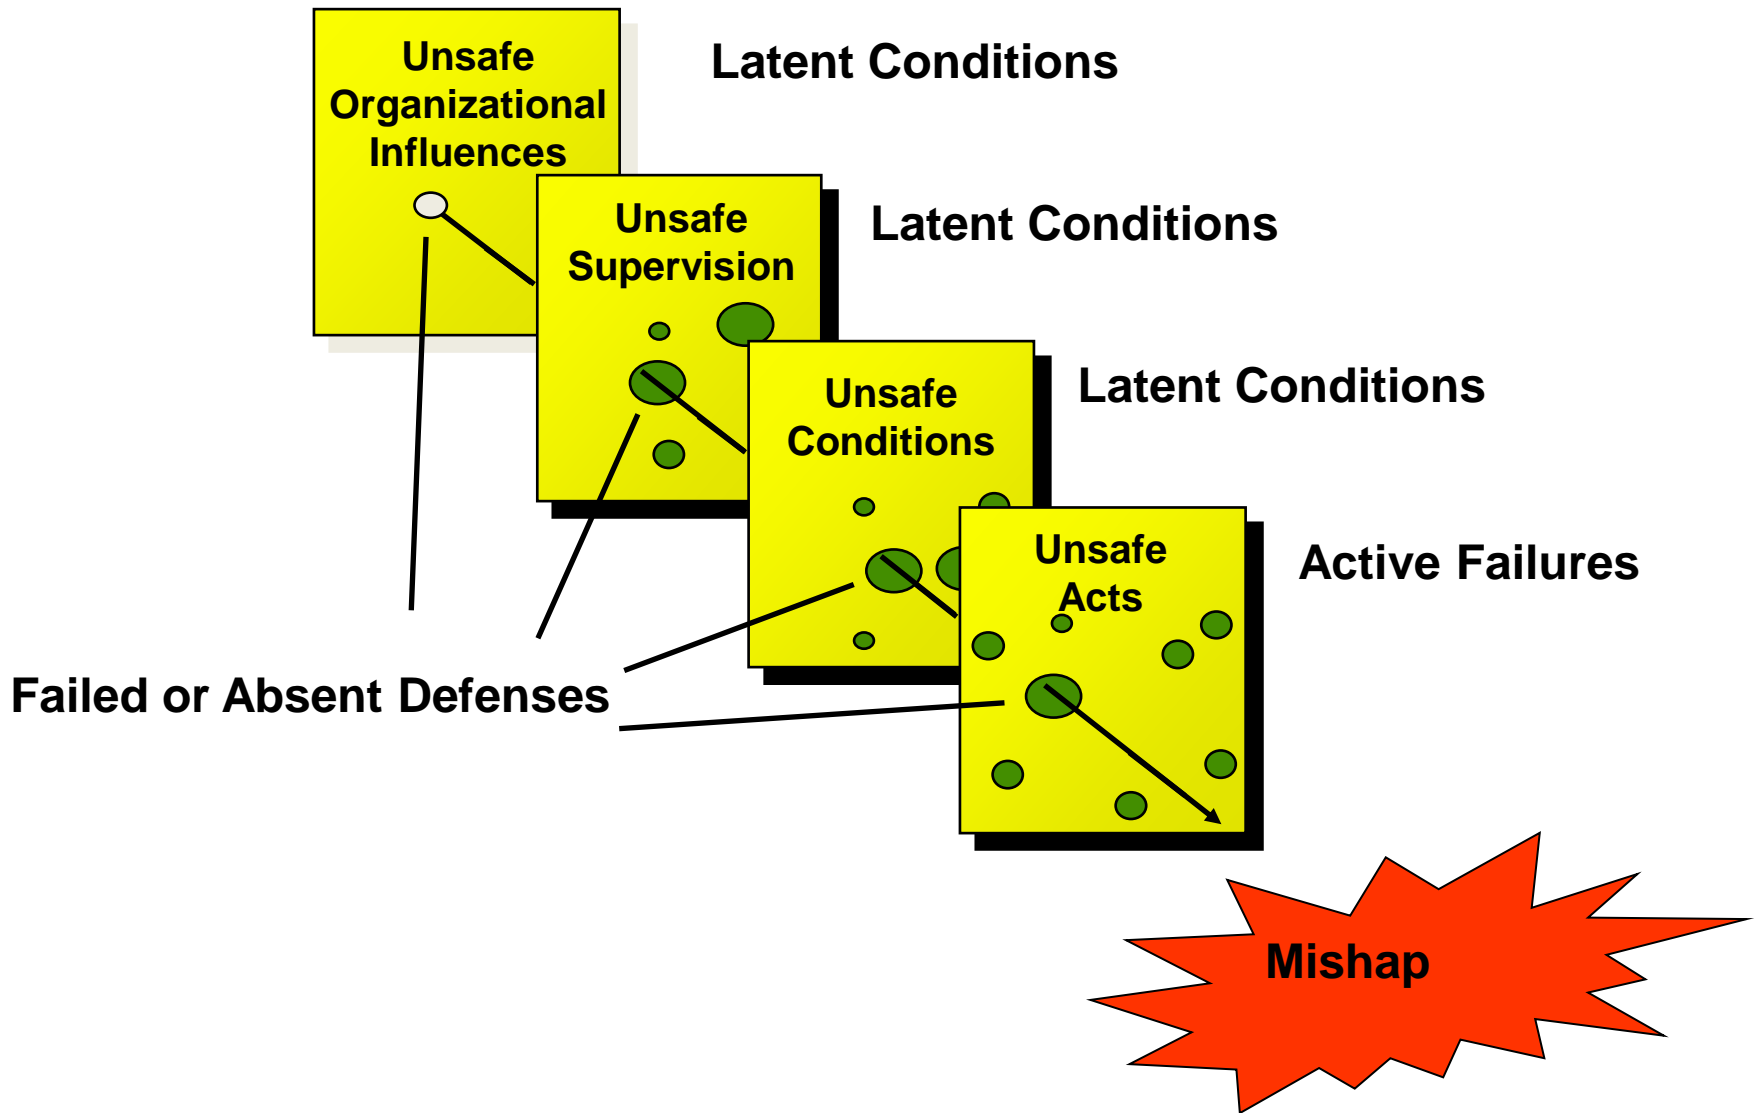 Unsafe
Organizational
Influences
Latent Conditions
Unsafe
Supervision
Latent Conditions
Unsafe
Conditions
Latent Conditions
Unsafe
Acts
Active Failures
Failed or Absent Defenses
Mishap